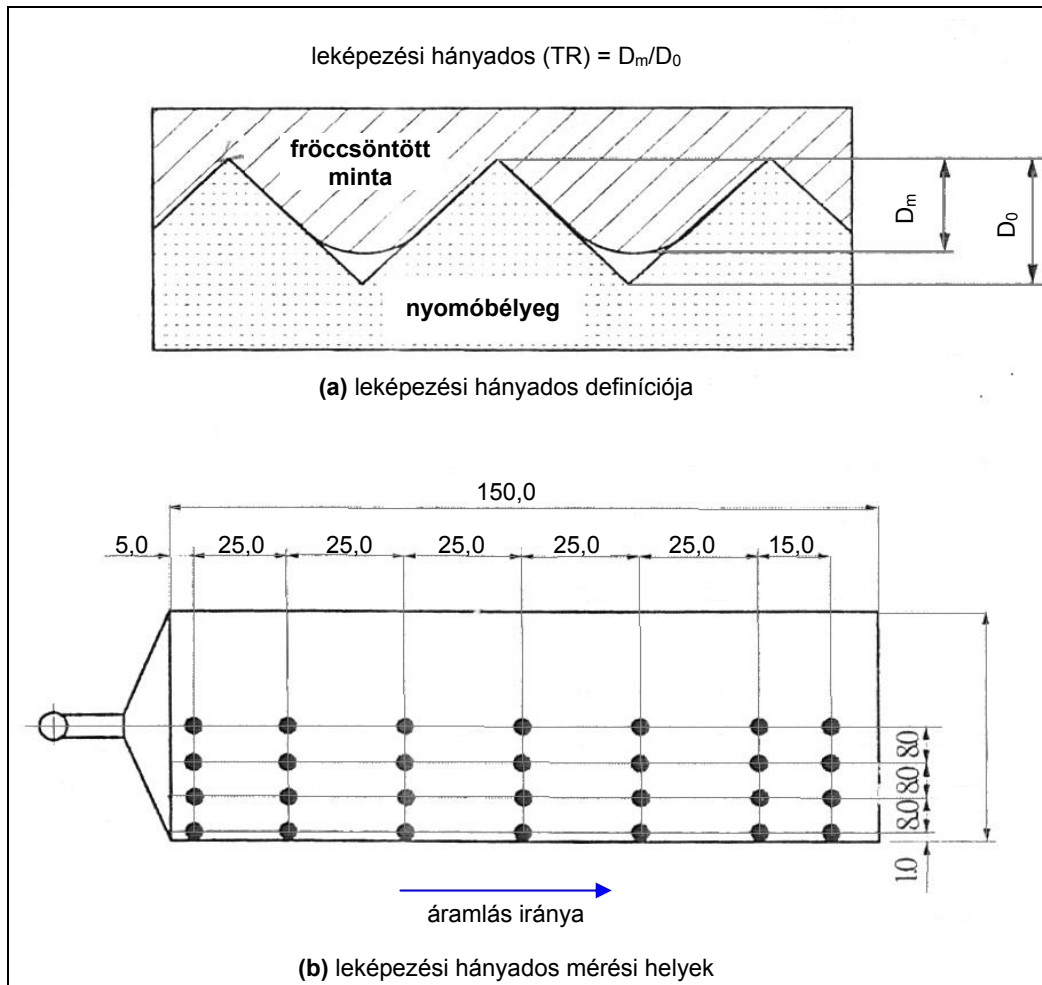 leképezési hányados (TR) = Dₘ/D₀
fröccsöntött
minta
nyomóbélyeg
Dₘ
D₀
(a) leképezési hányados definíciója
150,0
5,0 25,0 25,0 25,0 25,0 25,0 15,0
8.0
8.0
8.0
1.0
áramlás iránya
(b) leképezési hányados mérési helyek